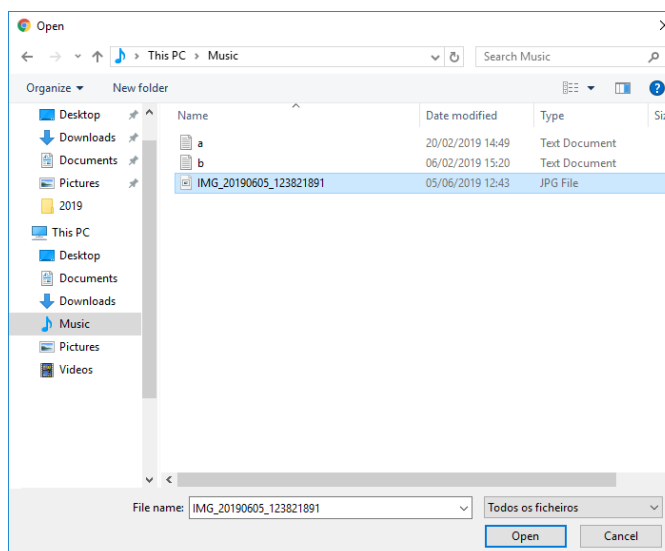 Open
This PC > Music
Search Music
Organize
New folder
Name
Date modified
Type
Desktop
Downloads
Documents
Pictures
2019
This PC
Desktop
Documents
Downloads
Music
Pictures
Videos
a 20/02/2019 14:49 Text Document
b 06/02/2019 15:20 Text Document
IMG_20190605_123821891 05/06/2019 12:43 JPG File
File name: IMG_20190605_123821891
Todos os ficheiros
Open
Cancel